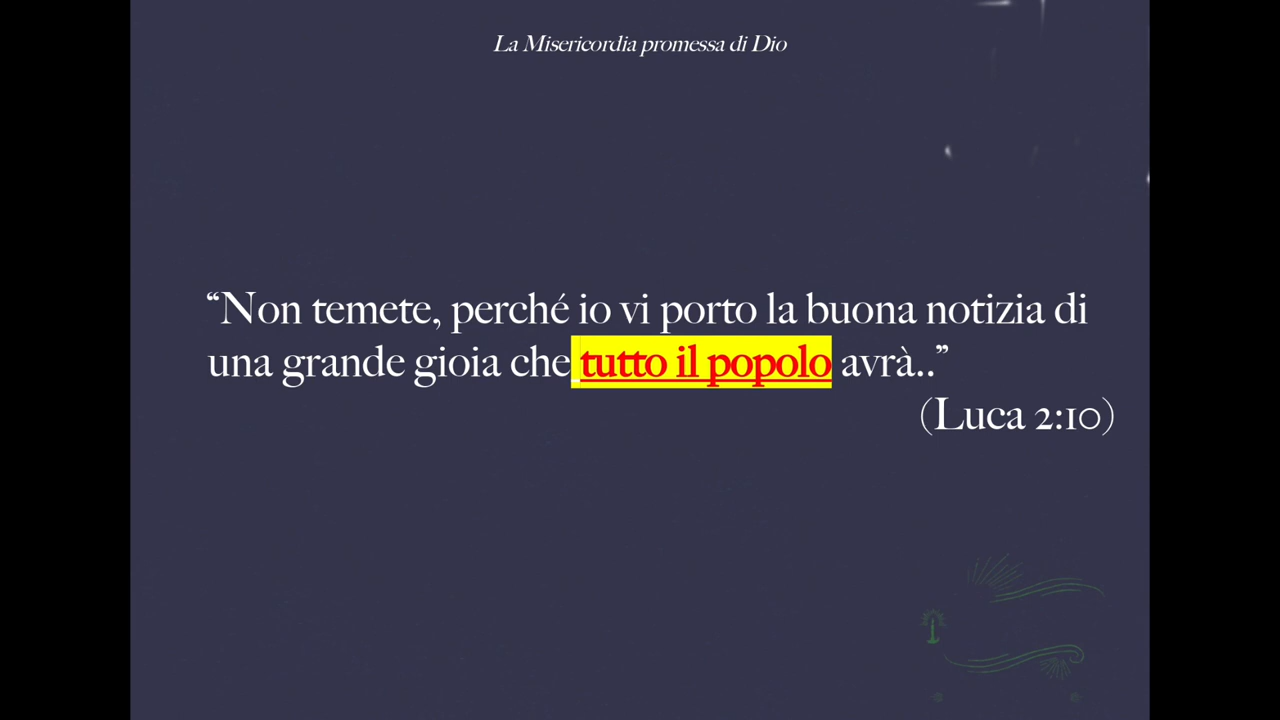 La Misericordia promessa di Dio
“Non temete, perché io vi porto la buona notizia di
una grande gioia che tutto il popolo avrà..”
(Luca 2:10)